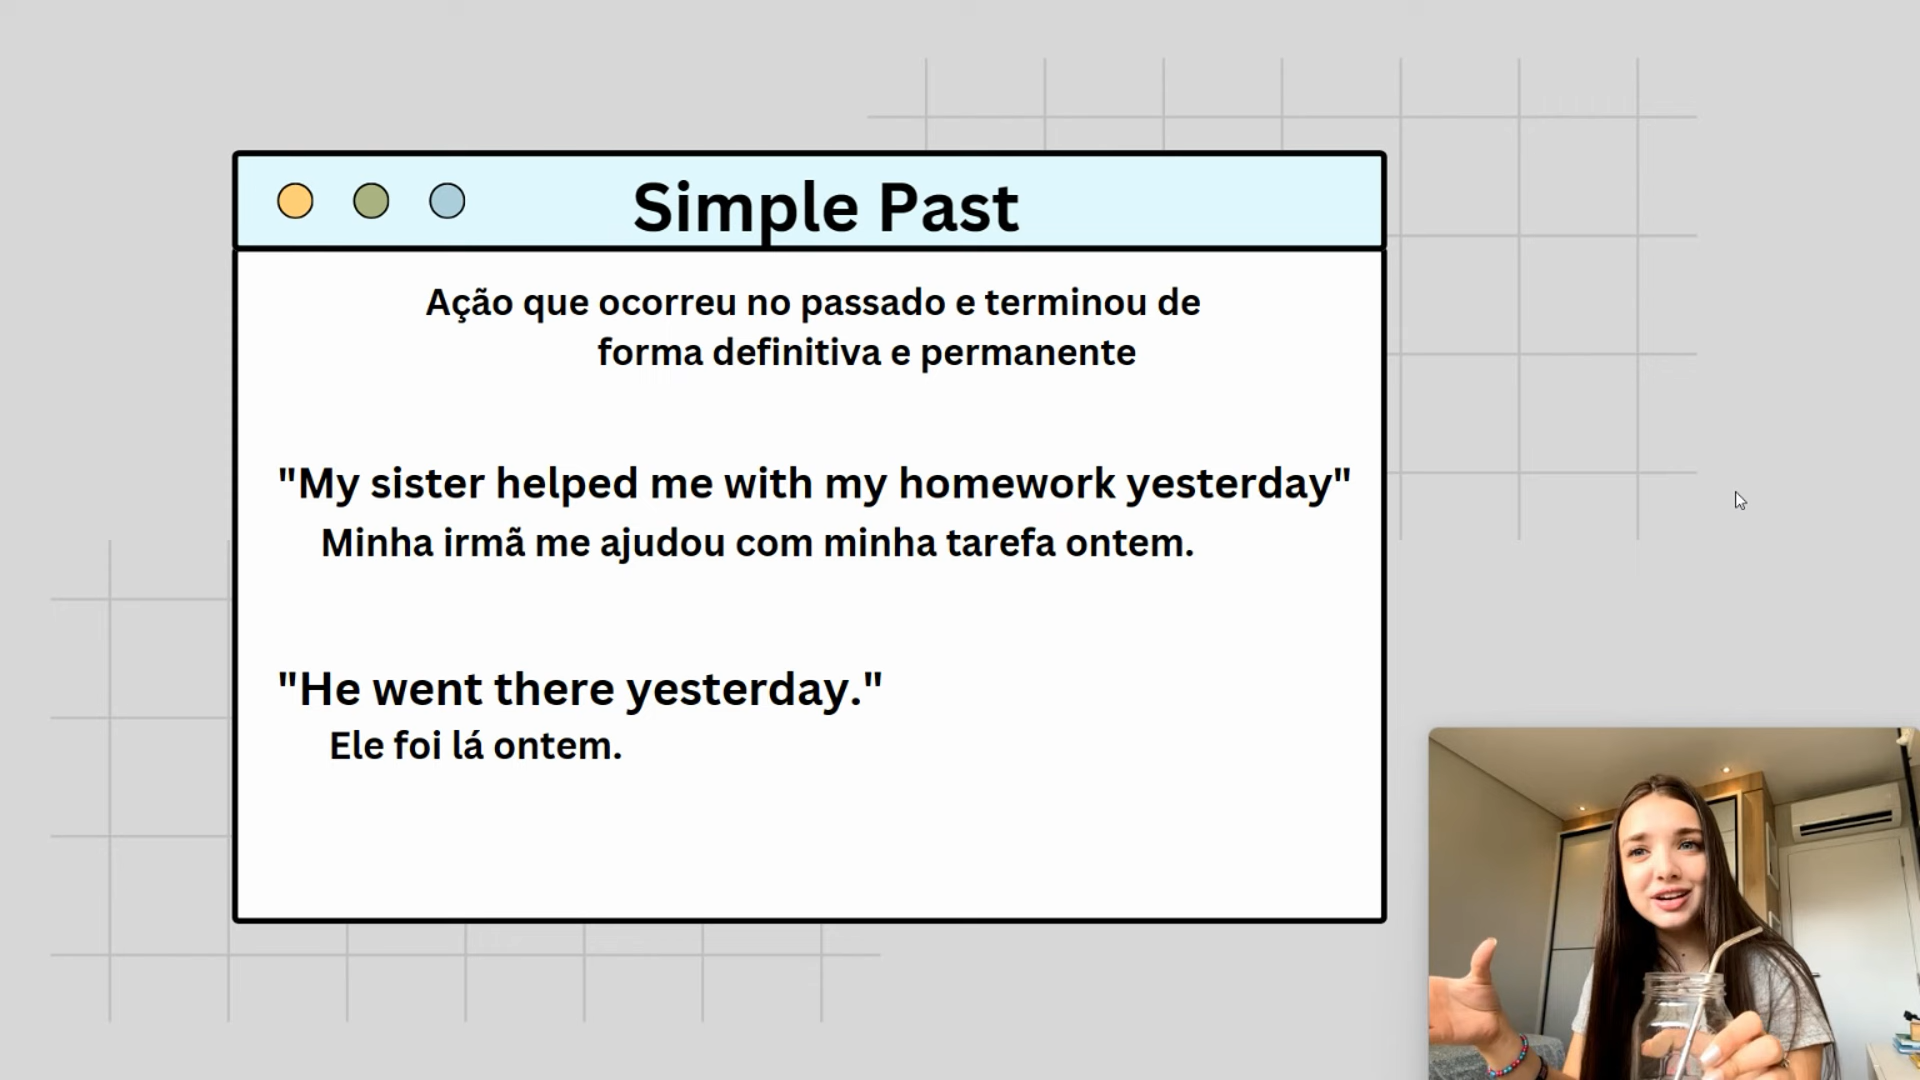 Simple Past
Ação que ocorreu no passado e terminou de
forma definitiva e permanente
"My sister helped me with my homework yesterday"
Minha irmã me ajudou com minha tarefa ontem.
"He went there yesterday."
Ele foi lá ontem.